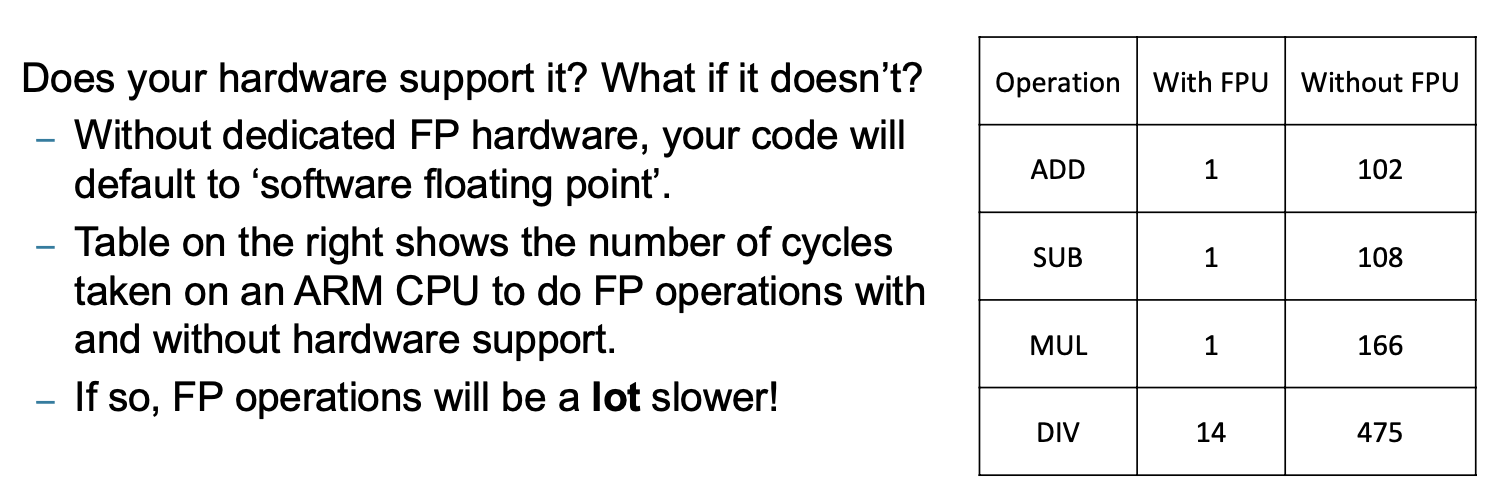 Does your hardware support it? What if it doesn’t?
– Without dedicated FP hardware, your code will
default to ‘software floating point’.
– Table on the right shows the number of cycles
taken on an ARM CPU to do FP operations with
and without hardware support.
– If so, FP operations will be a lot slower!
Operation With FPU Without FPU
ADD 1 102
SUB 1 108
MUL 1 166
DIV 14 475